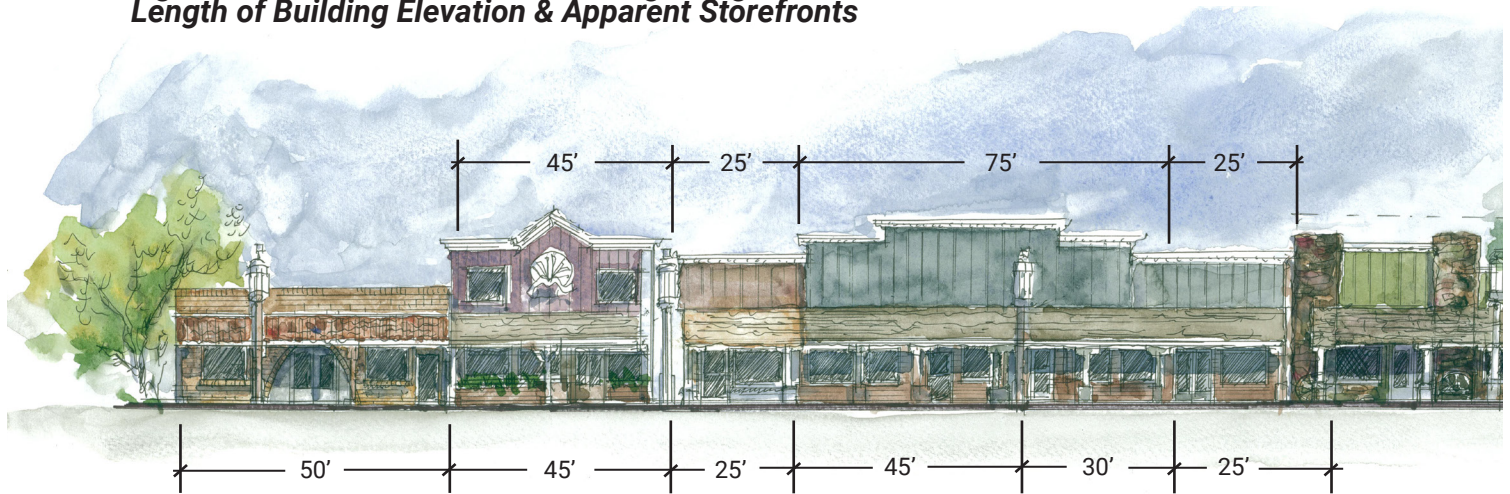 Length of Building Elevation & Apparent Storefronts
45’ 25’ 75’ 25’
50’ 45’ 25’ 45’ 30’ 25’